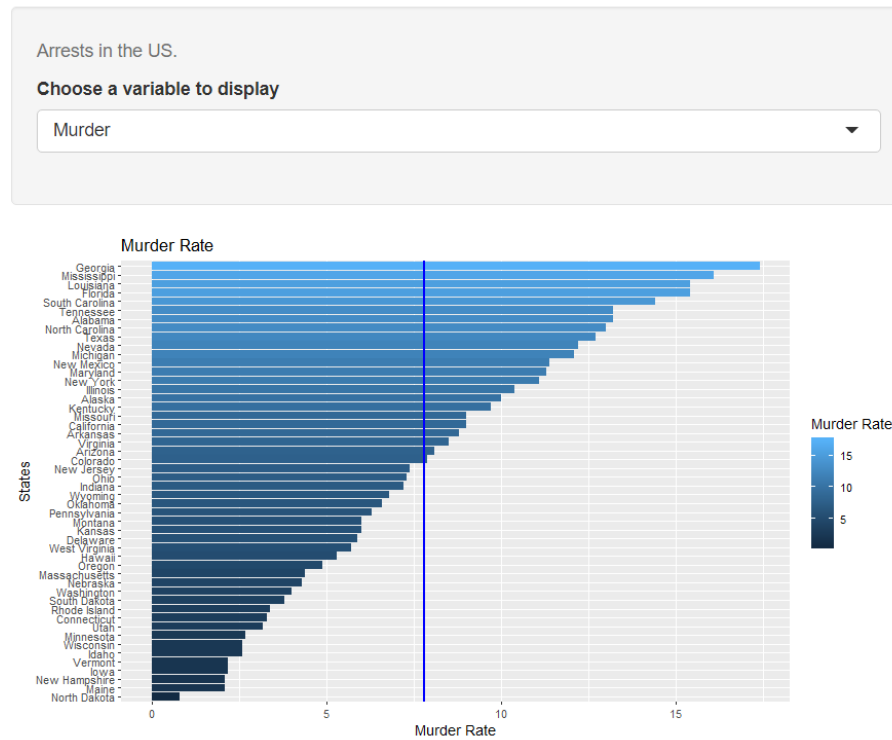 Arrests in the US.
Choose a variable to display
Murder
Murder Rate
Georgia
Mississippi
Louisiana
Florida
South Carolina
Tennessee
Alabama
North Carolina
Texas
Nevada
Michigan
New Mexico
Maryland
New York
Illinois
Alaska
Kentucky
Missouri
California
Arkansas
Virginia
Arizona
Colorado
New Jersey
Ohio
Indiana
Wyoming
Oklahoma
Pennsylvania
Montana
Kansas
Delaware
West Virginia
Hawaii
Oregon
Massachusetts
Nebraska
Washington
South Dakota
Rhode Island
Connecticut
Utah
Minnesota
Wisconsin
Idaho
Vermont
Iowa
New Hampshire
Maine
North Dakota
States
0 5 10 15
Murder Rate
Murder Rate
15
10
5